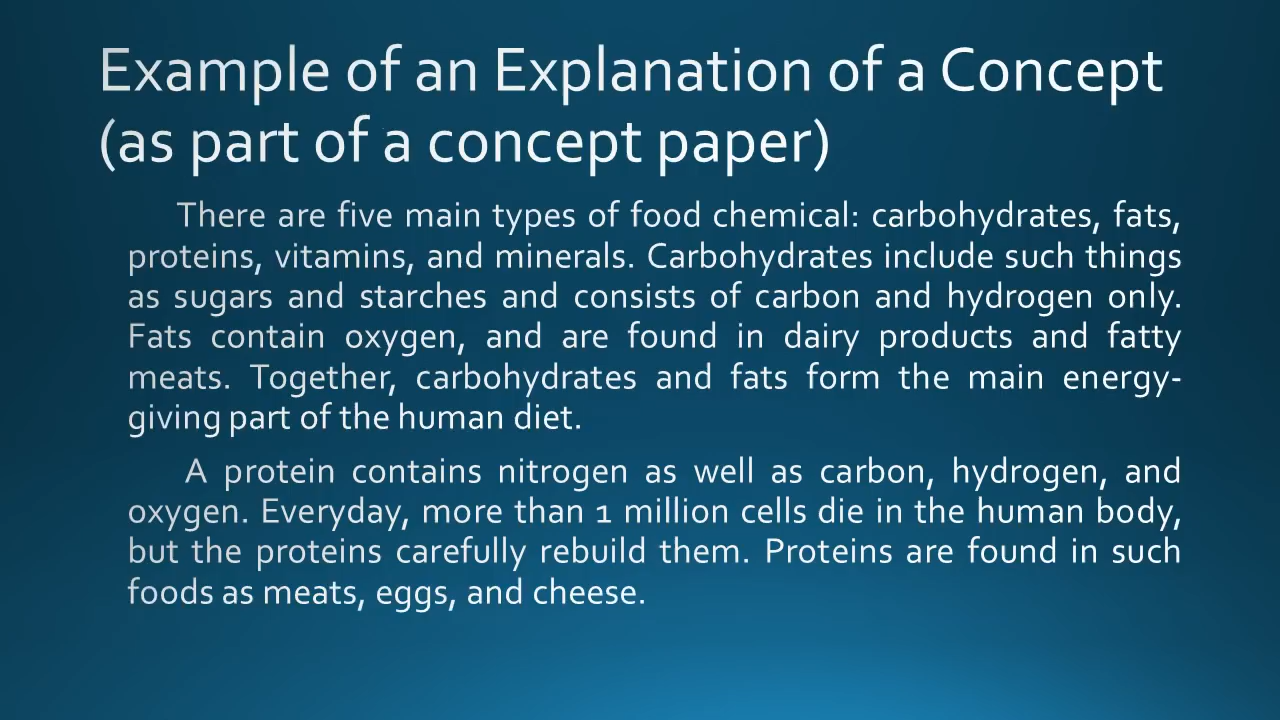 Example of an Explanation of a Concept
(as part of a concept paper)
There are five main types of food chemical: carbohydrates, fats,
proteins, vitamins, and minerals. Carbohydrates include such things
as sugars and starches and consists of carbon and hydrogen only.
Fats contain oxygen, and are found in dairy products and fatty
meats. Together, carbohydrates and fats form the main energy-
giving part of the human diet.
A protein contains nitrogen as well as carbon, hydrogen, and
oxygen. Everyday, more than 1 million cells die in the human body,
but the proteins carefully rebuild them. Proteins are found in such
foods as meats, eggs, and cheese.